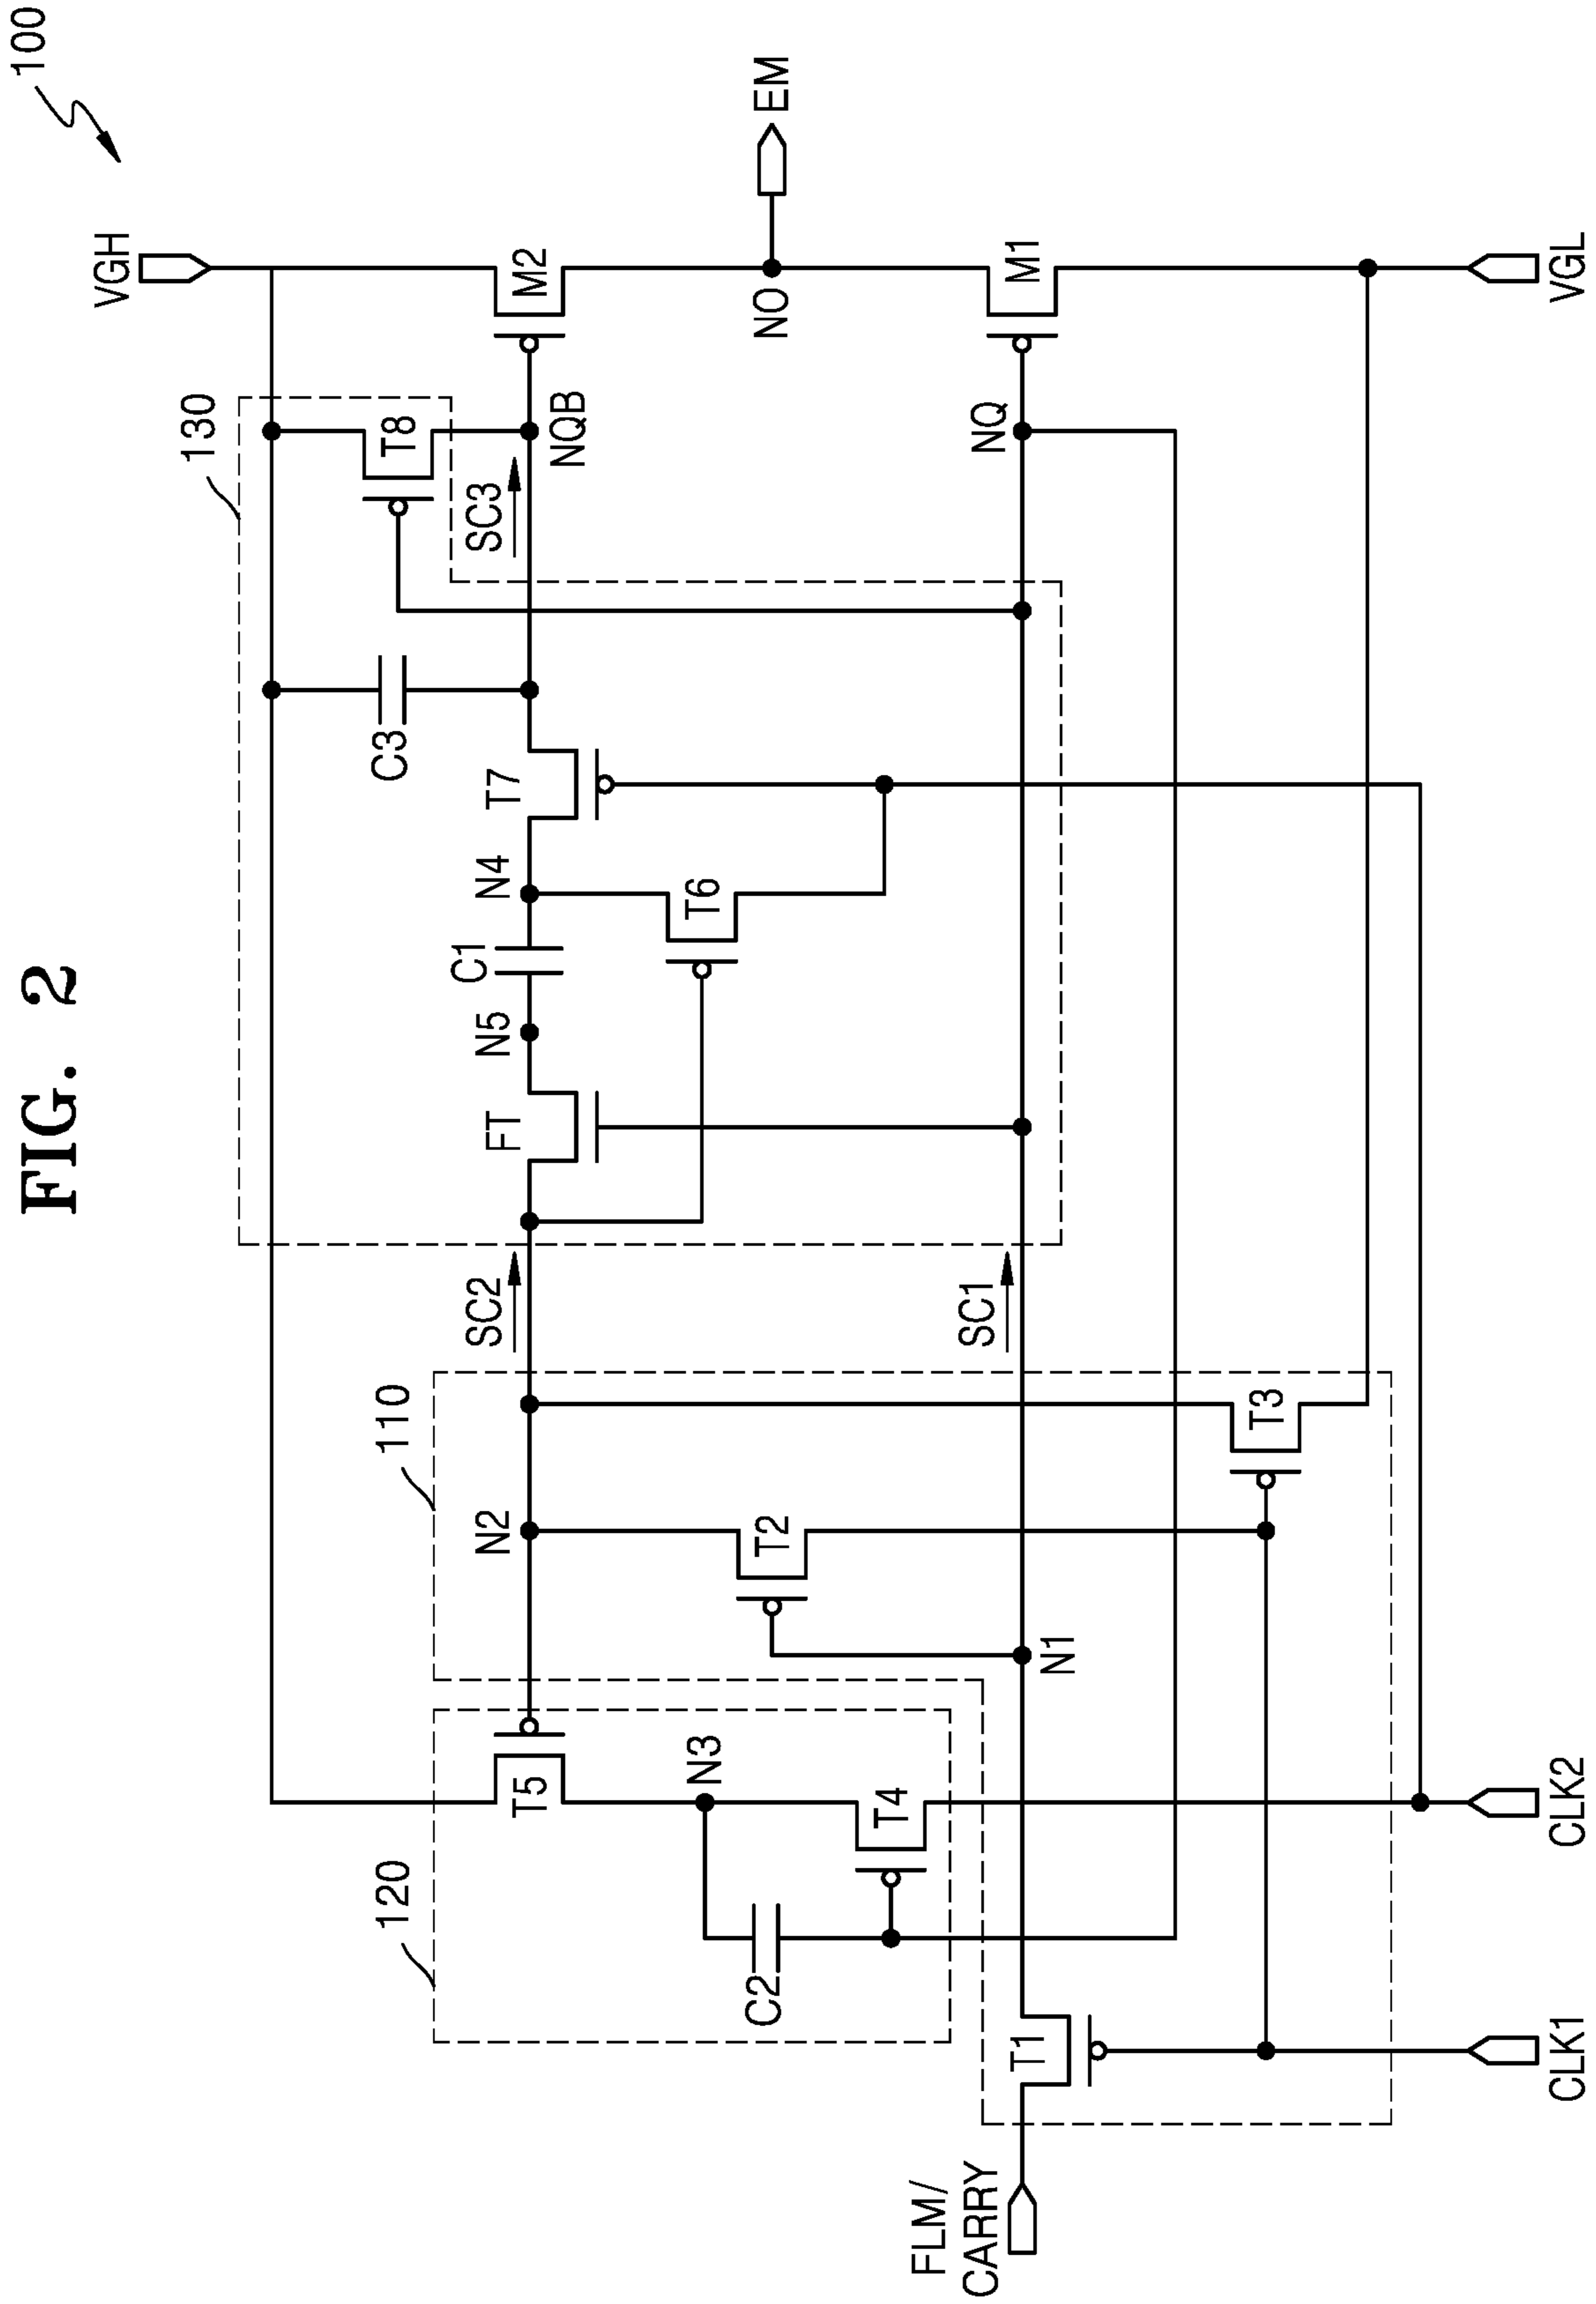 FIG. 2
100
130
VGH
T8
M2
SC3
NQB
C3
T7
N4
C1
T6
N5
FT
NO
EM
NQ
M1
VGL
SC2
SC1
110
N2
T2
T3
N1
120
T5
N3
T4
C2
T1
FLM/
CARRY
CLK1
CLK2